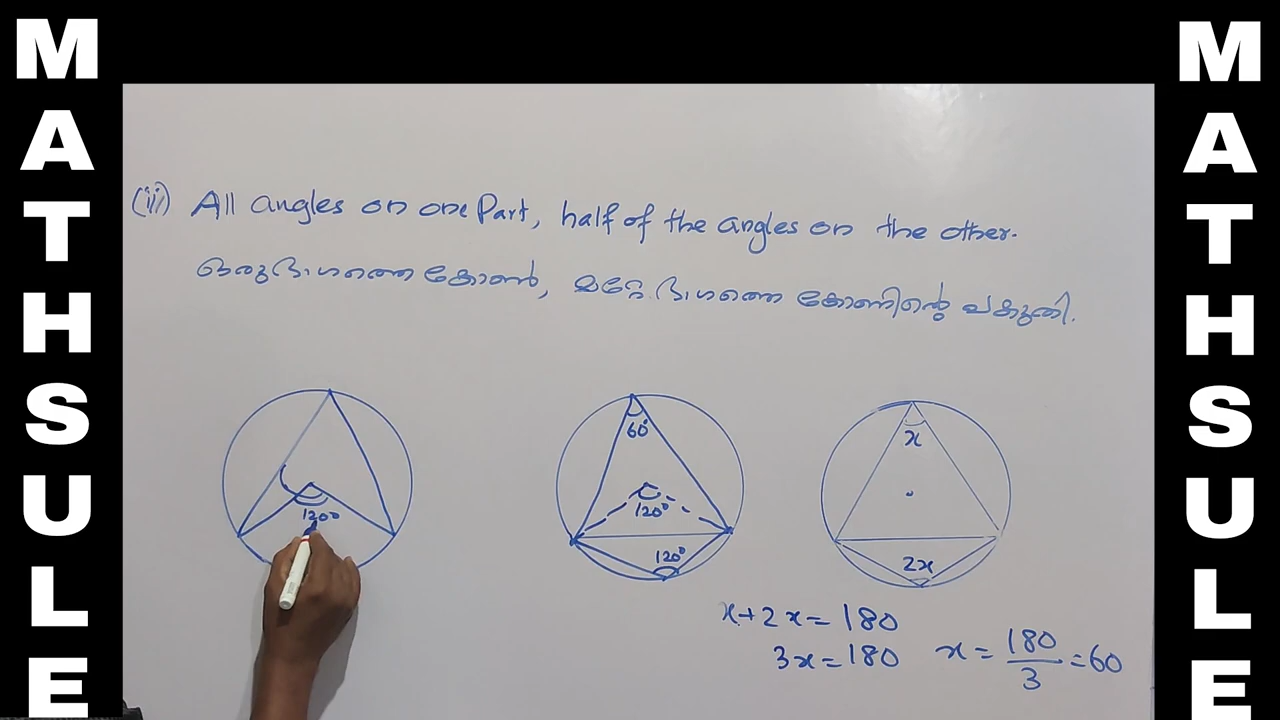 MATHSULE
MATHSULE
(iii) All angles on one Part, half of the angles on the other.
ഒരുഭാഗത്തെ കോൺ, മറ്റേ ഭാഗത്തെ കോണിന്റെ പകുതി.
120°
60°
120°
120°
x
2x
x+2x=180
3x=180
x=180/3=60